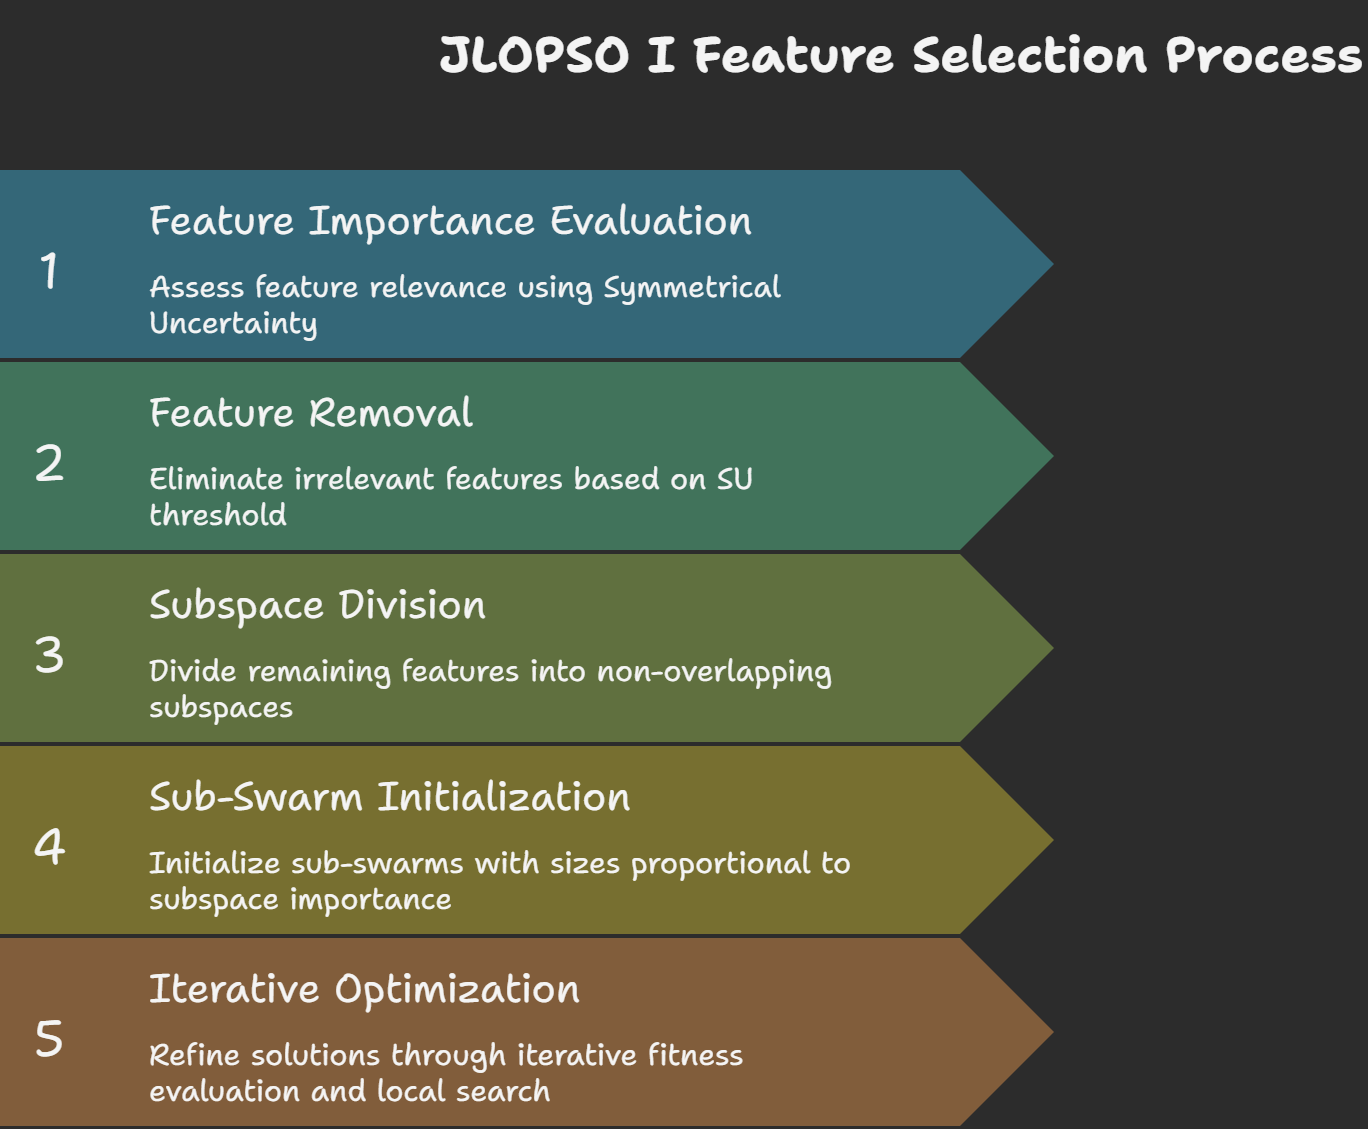 JLOPSO I Feature Selection Process
1
Feature Importance Evaluation
Assess feature relevance using Symmetrical
Uncertainty
2
Feature Removal
Eliminate irrelevant features based on SU
threshold
3
Subspace Division
Divide remaining features into non-overlapping
subspaces
4
Sub-Swarm Initialization
Initialize sub-swarms with sizes proportional to
subspace importance
5
Iterative Optimization
Refine solutions through iterative fitness
evaluation and local search